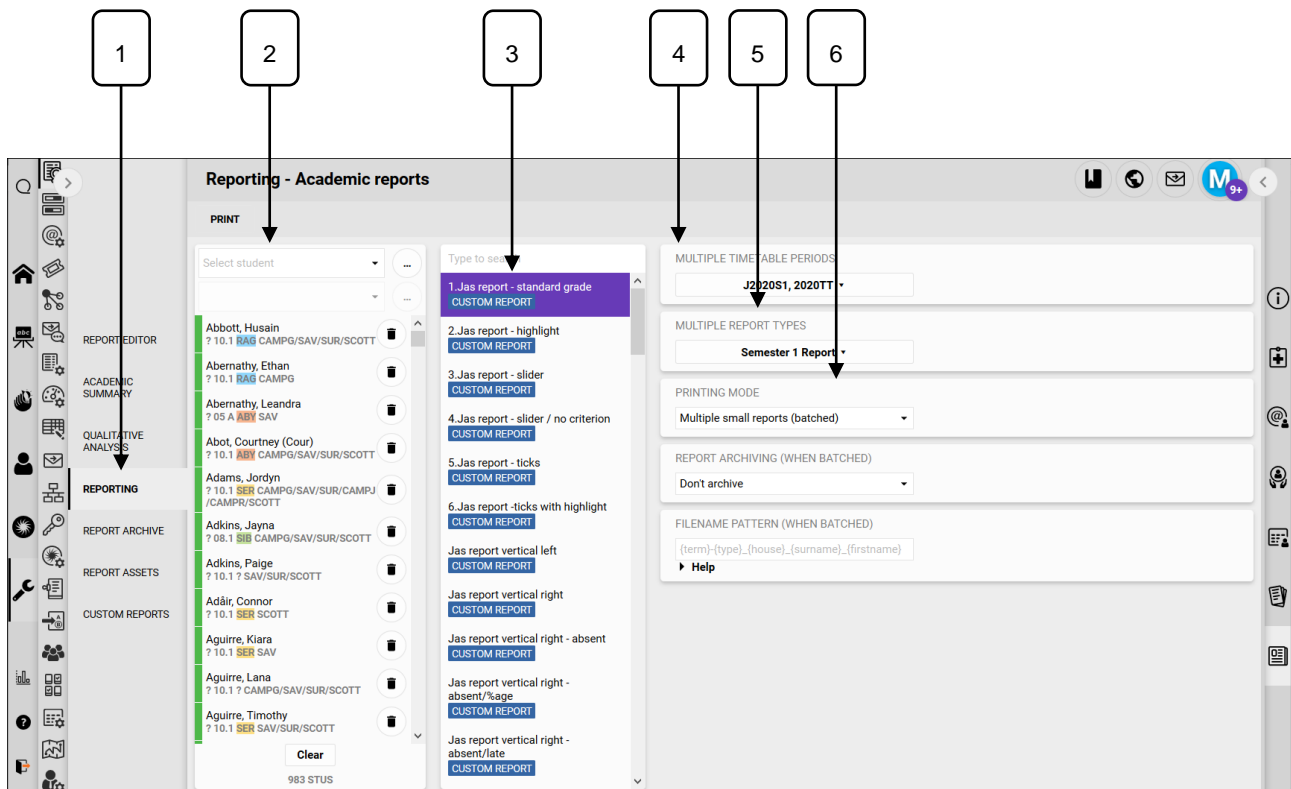 1
2
3
4
5
6
Reporting - Academic reports
M
9+
PRINT
abc
REPORT EDITOR
ACADEMIC
SUMMARY
QUALITATIVE
ANALYSIS
REPORTING
REPORT ARCHIVE
REPORT ASSETS
CUSTOM REPORTS
Select student
...
...
Abbott, Husain
? 10.1 RAG CAMPG/SAV/SUR/SCOTT
Abernathy, Ethan
? 10.1 RAG CAMPG
Abernathy, Leandra
? 05 A ABY SAV
Abot, Courtney (Cour)
? 10.1 ABY CAMPG/SAV/SUR/SCOTT
Adams, Jordyn
? 10.1 SER CAMPG/SAV/SUR/CAMPJ
/CAMPR/SCOTT
Adkins, Jayna
? 08.1 SIB CAMPG/SAV/SUR/SCOTT
Adkins, Paige
? 10.1 ? SAV/SUR/SCOTT
Adåir, Connor
? 10.1 SER SCOTT
Aguirre, Kiara
? 10.1 SER SAV
Aguirre, Lana
? 10.1 ? CAMPG/SAV/SUR/SCOTT
Aguirre, Timothy
? 10.1 SER SAV/SUR/SCOTT
Clear
983 STUS
Type to sea
1.Jas report - standard grade
CUSTOM REPORT
2.Jas report - highlight
CUSTOM REPORT
3.Jas report - slider
CUSTOM REPORT
4.Jas report - slider / no criterion
CUSTOM REPORT
5.Jas report - ticks
CUSTOM REPORT
6.Jas report -ticks with highlight
CUSTOM REPORT
Jas report vertical left
CUSTOM REPORT
Jas report vertical right
CUSTOM REPORT
Jas report vertical right - absent
CUSTOM REPORT
Jas report vertical right -
absent/%age
CUSTOM REPORT
Jas report vertical right -
absent/late
CUSTOM REPORT
MULTIPLE TIMETABLE PERIODS
J2020S1, 2020TT
MULTIPLE REPORT TYPES
Semester 1 Report
PRINTING MODE
Multiple small reports (batched)
REPORT ARCHIVING (WHEN BATCHED)
Don't archive
FILENAME PATTERN (WHEN BATCHED)
{term}-{type}_{house}_{surname}_{firstname}
Help